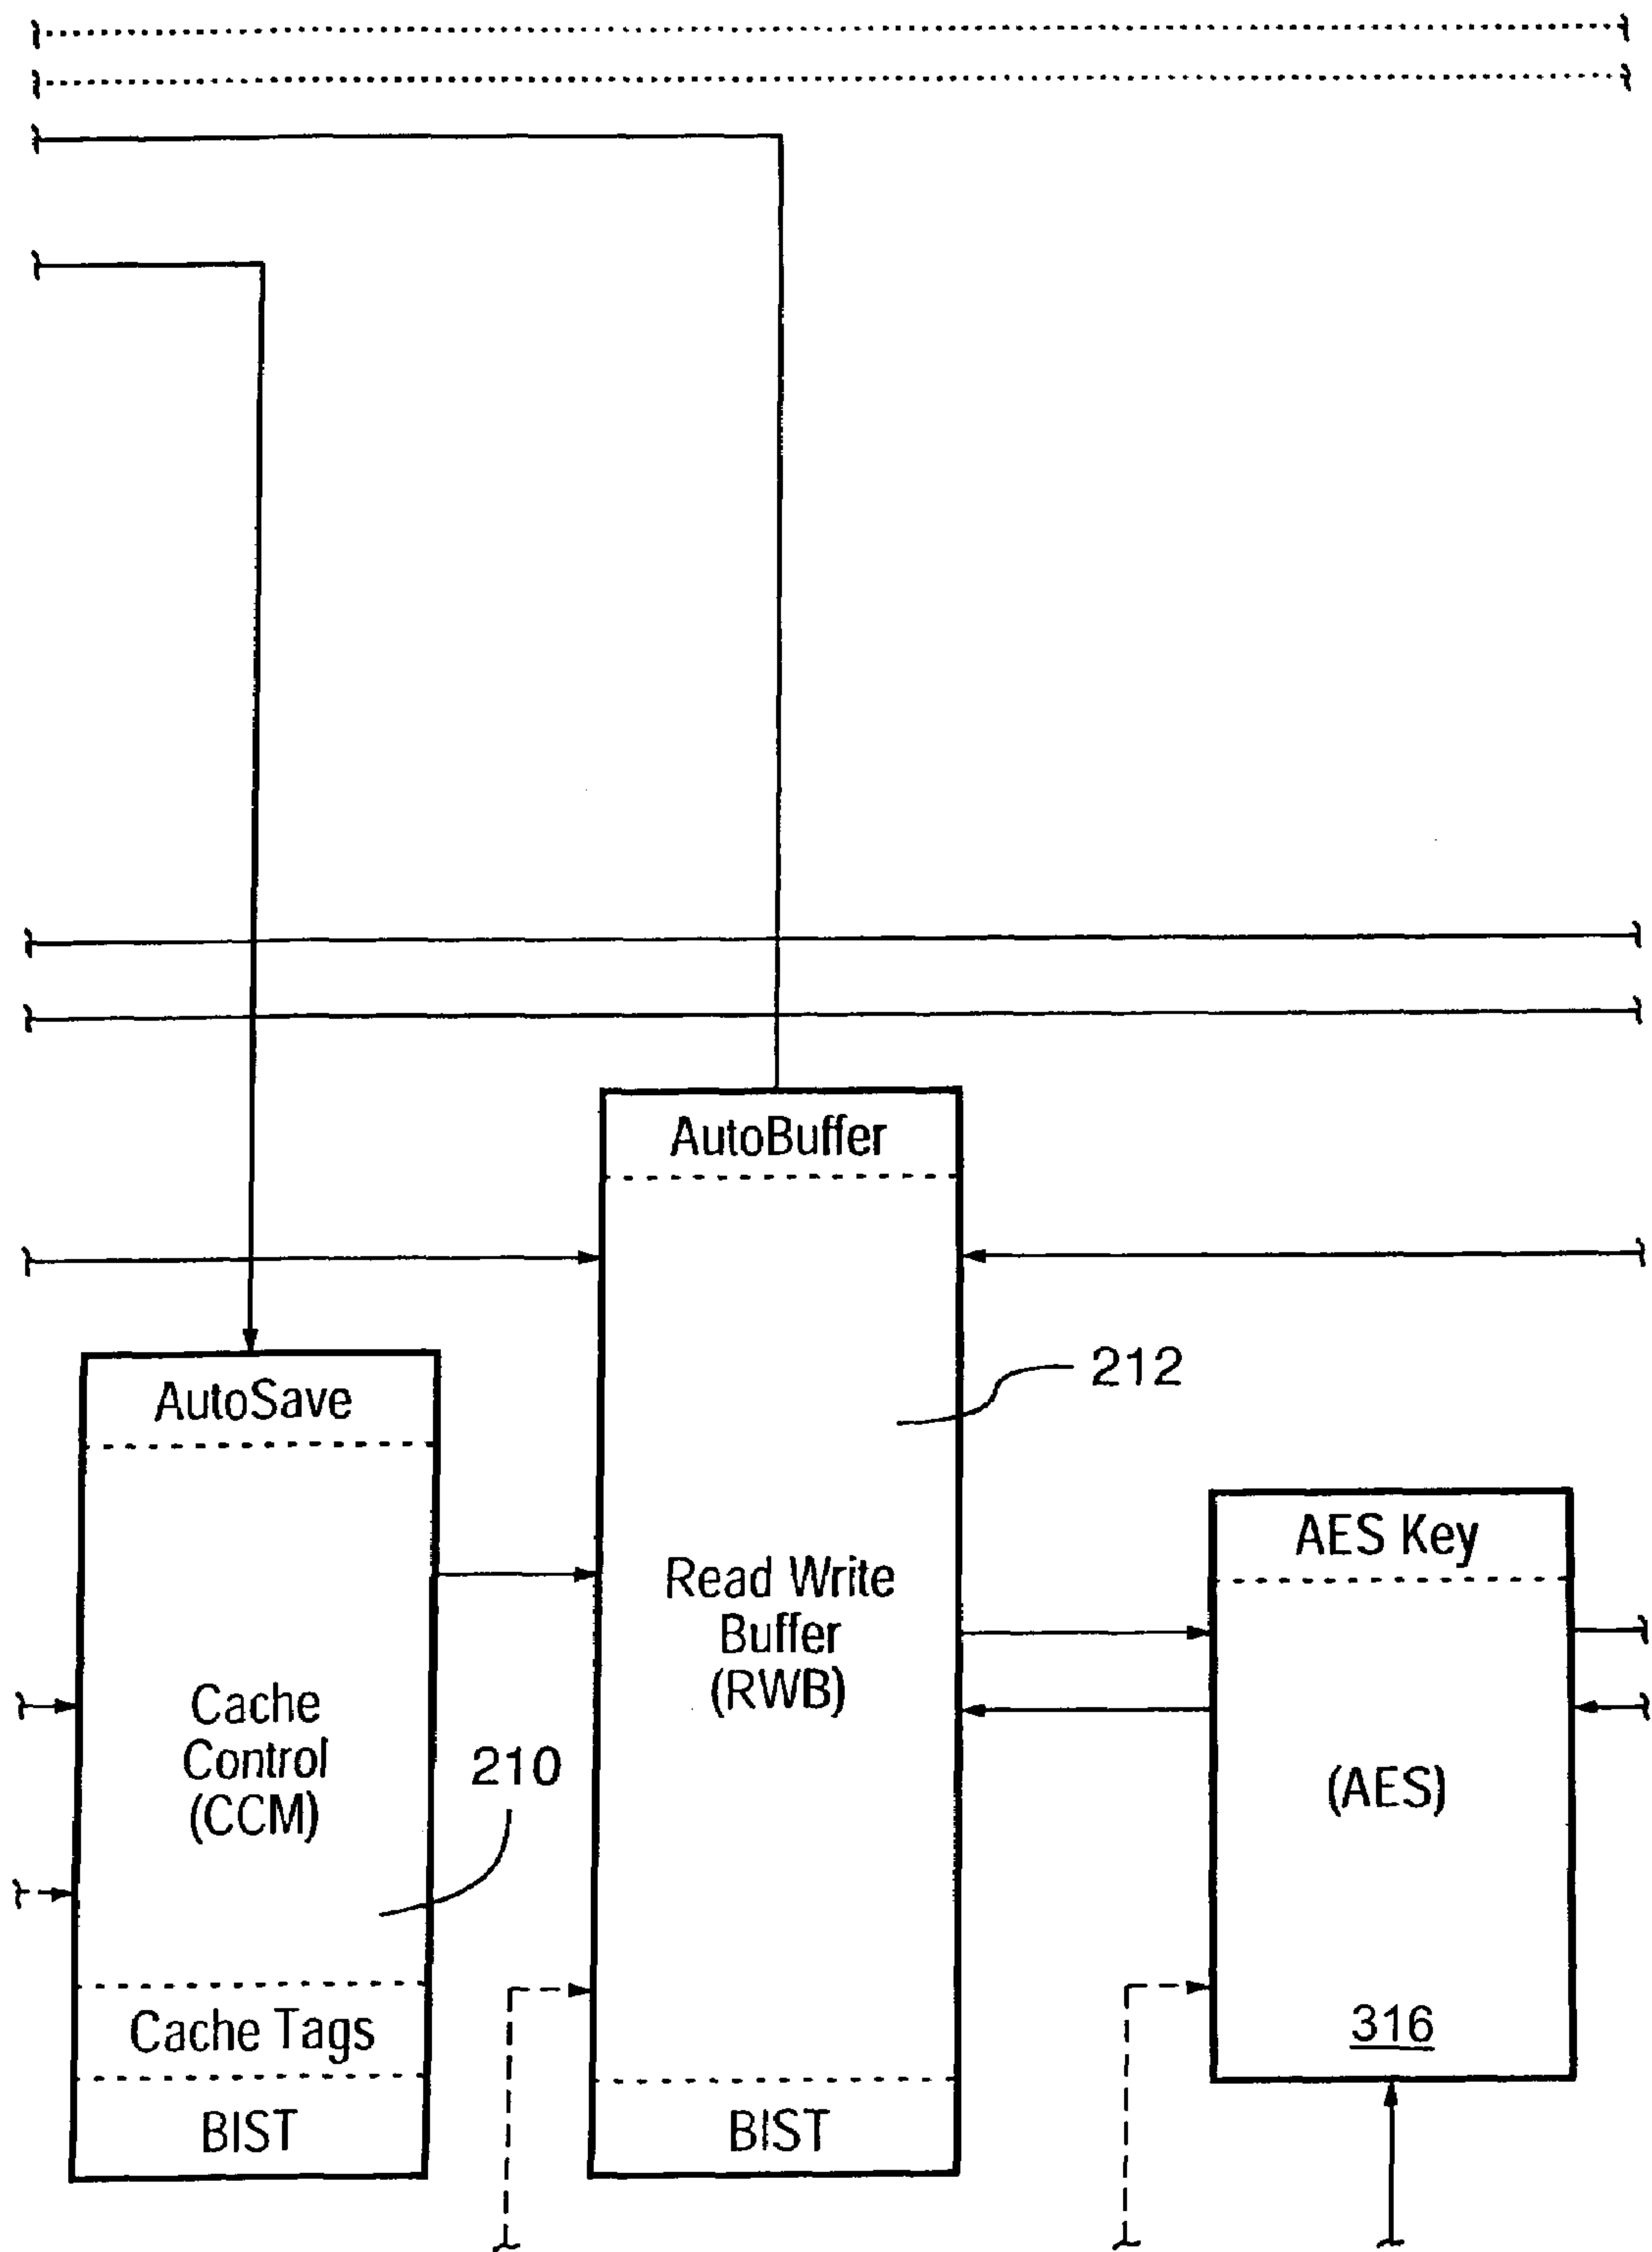 AutoBuffer
212
Read Write
Buffer
(RWB)
BIST
AutoSave
Cache
Control
(CCM)
210
Cache Tags
BIST
AES Key
(AES)
316